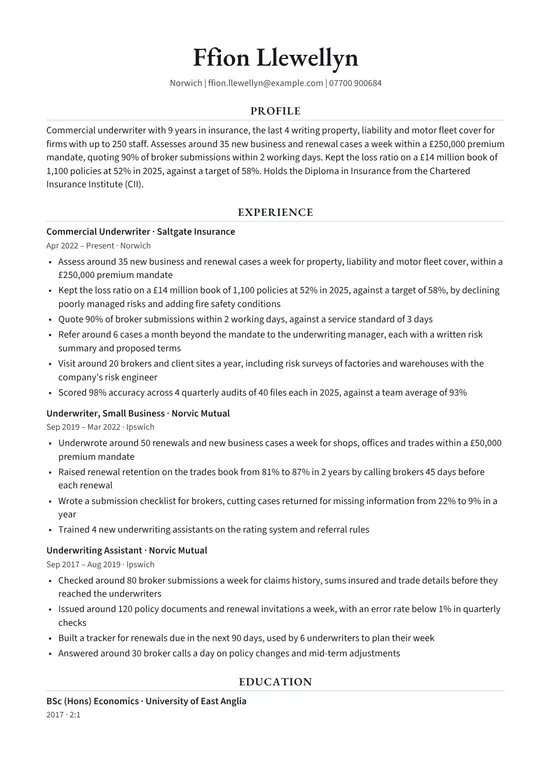 Ffion Llewellyn
Norwich | ffion.llewellyn@example.com | 07700 900684
PROFILE
Commercial underwriter with 9 years in insurance, the last 4 writing property, liability and motor fleet cover for
firms with up to 250 staff. Assesses around 35 new business and renewal cases a week within a £250,000 premium
mandate, quoting 90% of broker submissions within 2 working days. Kept the loss ratio on a £14 million book of
1,100 policies at 52% in 2025, against a target of 58%. Holds the Diploma in Insurance from the Chartered
Insurance Institute (CII).
EXPERIENCE
Commercial Underwriter · Saltgate Insurance
Apr 2022 – Present · Norwich
• Assess around 35 new business and renewal cases a week for property, liability and motor fleet cover, within a
£250,000 premium mandate
• Kept the loss ratio on a £14 million book of 1,100 policies at 52% in 2025, against a target of 58%, by declining
poorly managed risks and adding fire safety conditions
• Quote 90% of broker submissions within 2 working days, against a service standard of 3 days
• Refer around 6 cases a month beyond the mandate to the underwriting manager, each with a written risk
summary and proposed terms
• Visit around 20 brokers and client sites a year, including risk surveys of factories and warehouses with the
company's risk engineer
• Scored 98% accuracy across 4 quarterly audits of 40 files each in 2025, against a team average of 93%
Underwriter, Small Business · Norvic Mutual
Sep 2019 – Mar 2022 · Ipswich
• Underwrote around 50 renewals and new business cases a week for shops, offices and trades within a £50,000
premium mandate
• Raised renewal retention on the trades book from 81% to 87% in 2 years by calling brokers 45 days before
each renewal
• Wrote a submission checklist for brokers, cutting cases returned for missing information from 22% to 9% in a
year
• Trained 4 new underwriting assistants on the rating system and referral rules
Underwriting Assistant · Norvic Mutual
Sep 2017 – Aug 2019 · Ipswich
• Checked around 80 broker submissions a week for claims history, sums insured and trade details before they
reached the underwriters
• Issued around 120 policy documents and renewal invitations a week, with an error rate below 1% in quarterly
checks
• Built a tracker for renewals due in the next 90 days, used by 6 underwriters to plan their week
• Answered around 30 broker calls a day on policy changes and mid-term adjustments
EDUCATION
BSc (Hons) Economics · University of East Anglia
2017 · 2:1